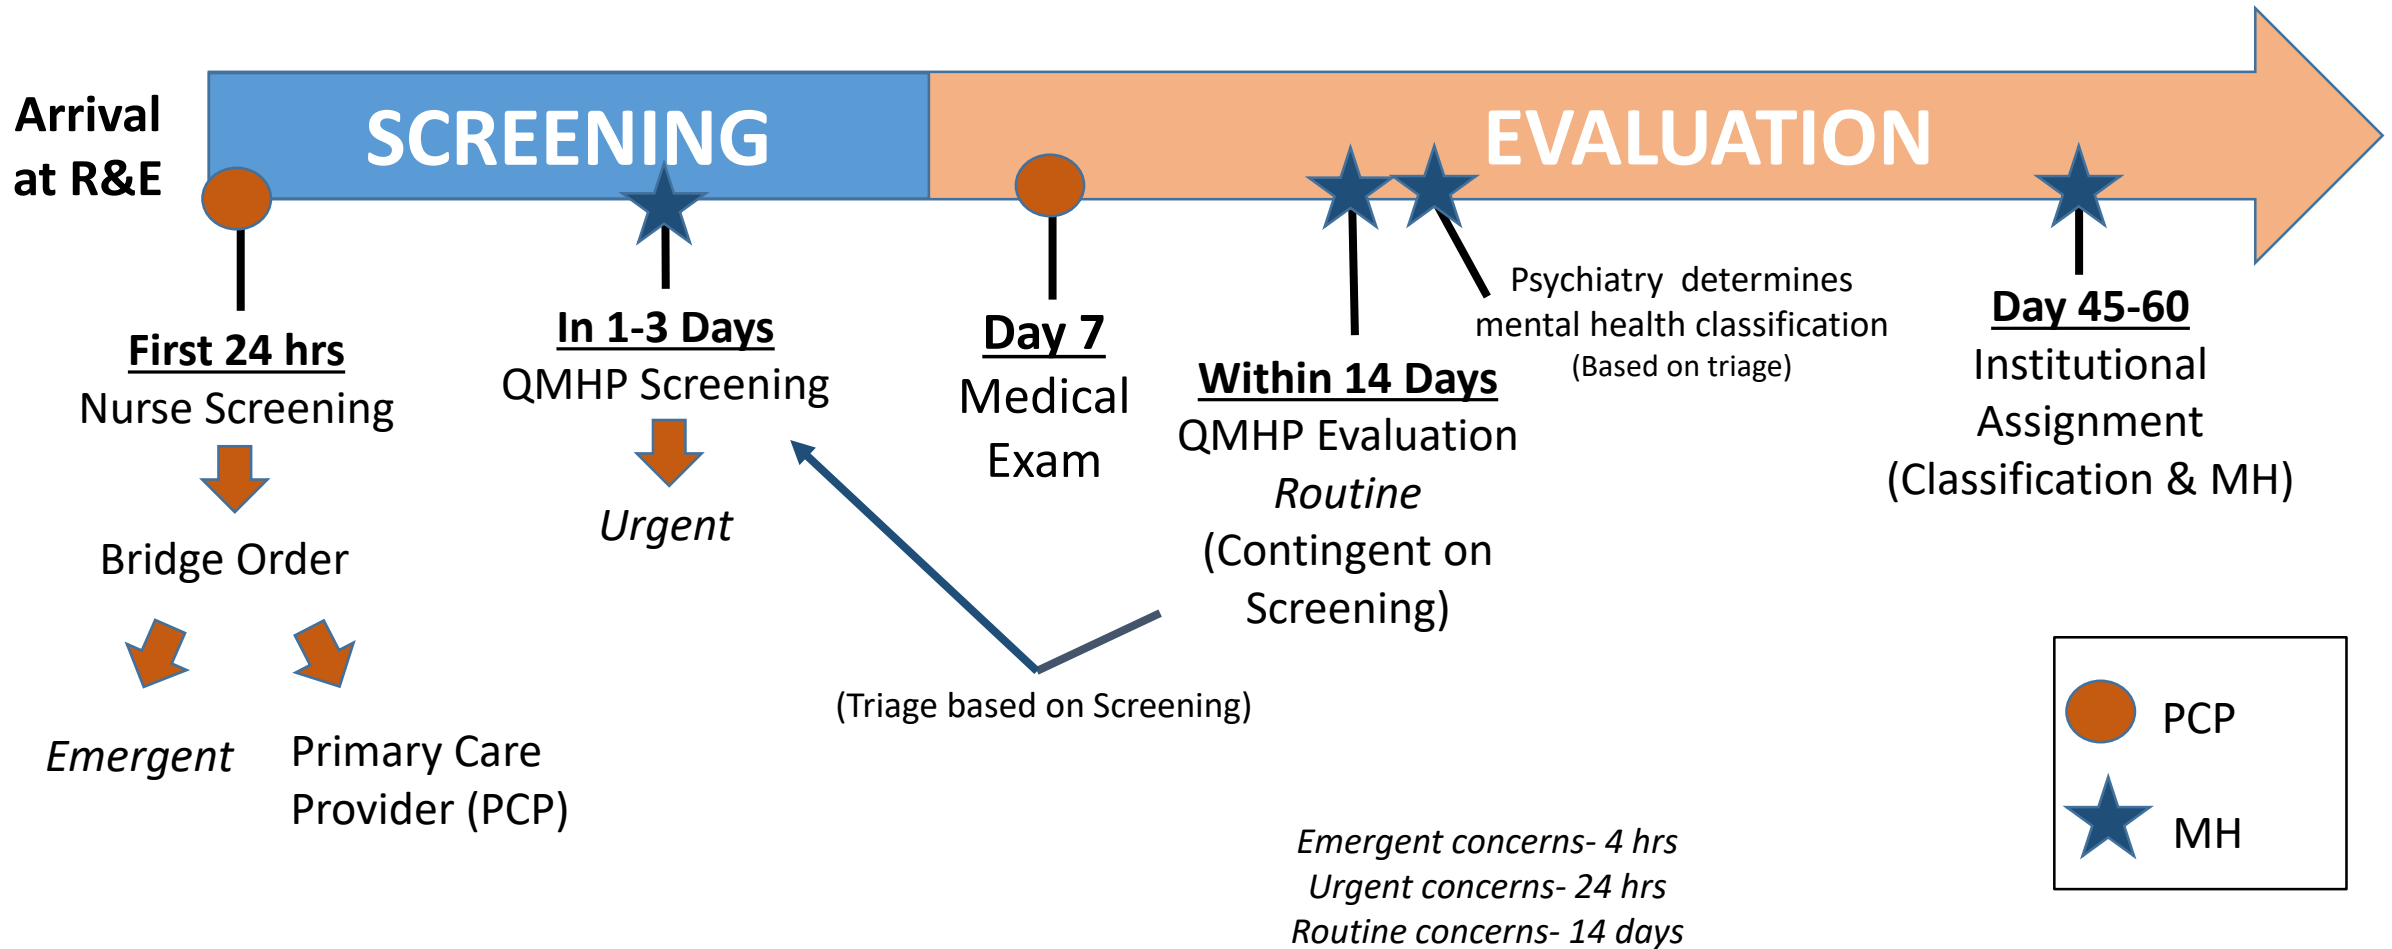 Arrival
at R&E
SCREENING
EVALUATION
First 24 hrs
Nurse Screening
Bridge Order
Emergent
Primary Care
Provider (PCP)
In 1-3 Days
QMHP Screening
Urgent
Day 7
Medical
Exam
Within 14 Days
QMHP Evaluation
Routine
(Contingent on
Screening)
(Triage based on Screening)
Psychiatry determines
mental health classification
(Based on triage)
Day 45-60
Institutional
Assignment
(Classification & MH)
PCP
MH
Emergent concerns- 4 hrs
Urgent concerns- 24 hrs
Routine concerns- 14 days